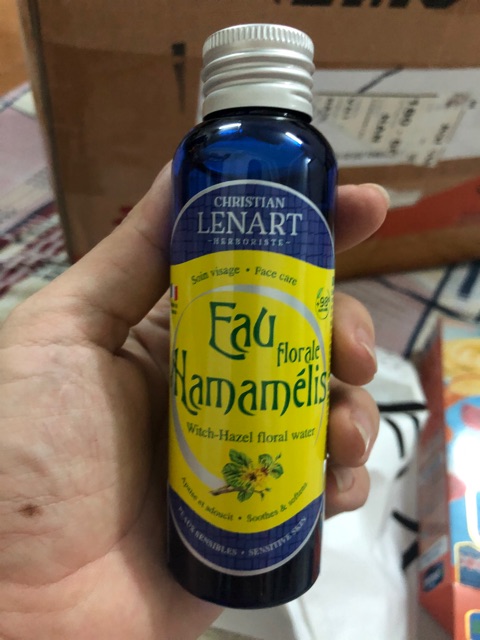 CHRISTIAN
LENART
-HERBORISTE-
Soin visage • Face care
Eau
florale
Hamamélis
Witch-Hazel floral water
Apaise et adoucit • Soothes & softens
PEAUX SENSIBLES • SENSITIVE SKIN